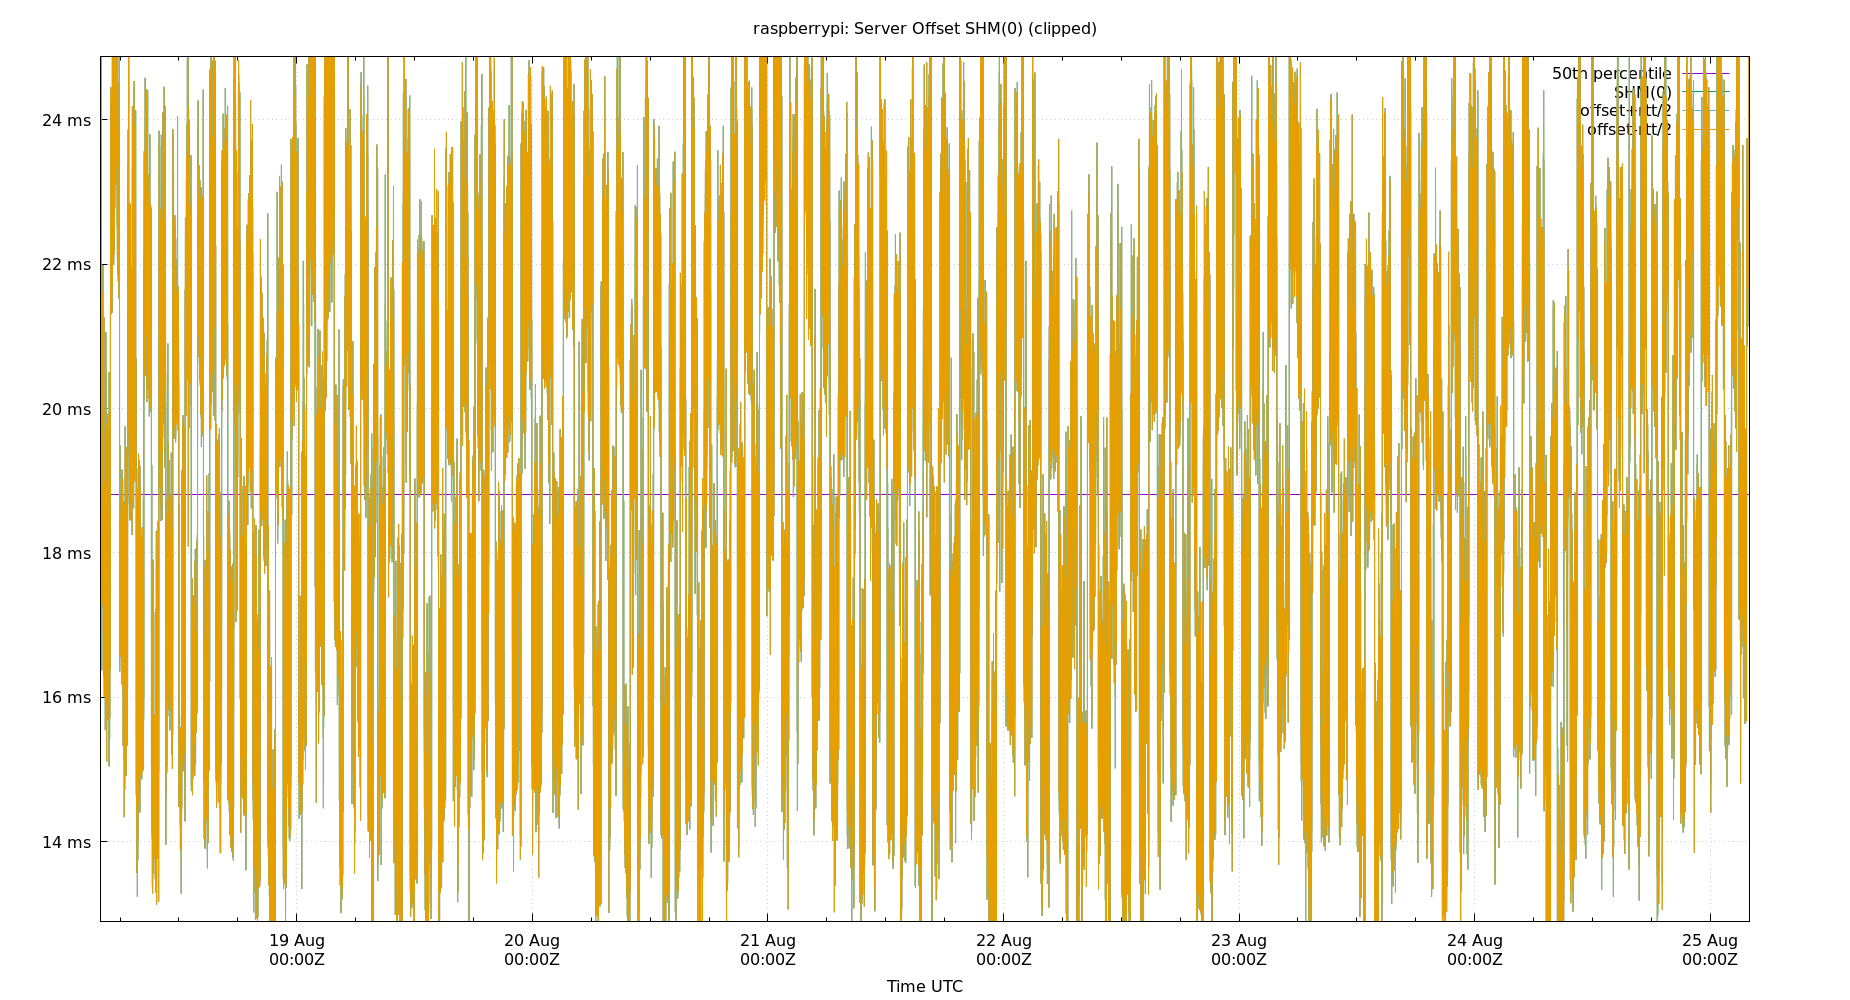 raspberrypi: Server Offset SHM(0) (clipped)
50th percentile
SHM(0)
offset+rtt/2
offset-rtt/2
24 ms
22 ms
20 ms
18 ms
16 ms
14 ms
19 Aug
00:00Z
20 Aug
00:00Z
21 Aug
00:00Z
22 Aug
00:00Z
23 Aug
00:00Z
24 Aug
00:00Z
25 Aug
00:00Z
Time UTC